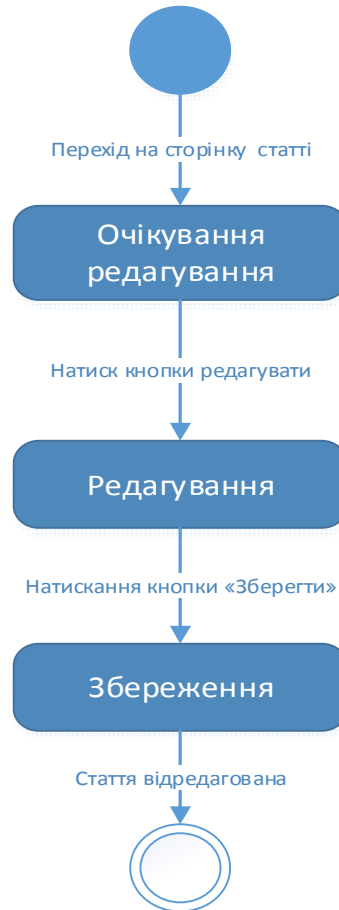 Перехід на сторінку статті
Очікування
редагування
Натиск кнопки редагувати
Редагування
Натискання кнопки «Зберегти»
Збереження
Стаття відредагована